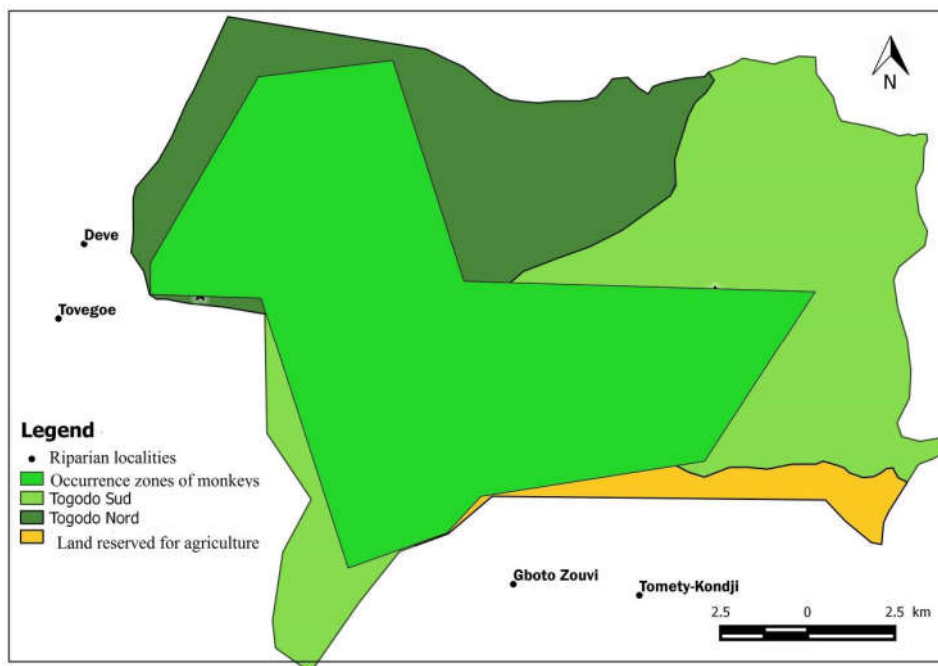 N
Deve
Tovegoe
Legend
Riparian localities
Occurrence zones of monkeys
Togodo Sud
Togodo Nord
Land reserved for agriculture
Gboto Zouvi
Tomety-Kondji
2.5 0 2.5 km